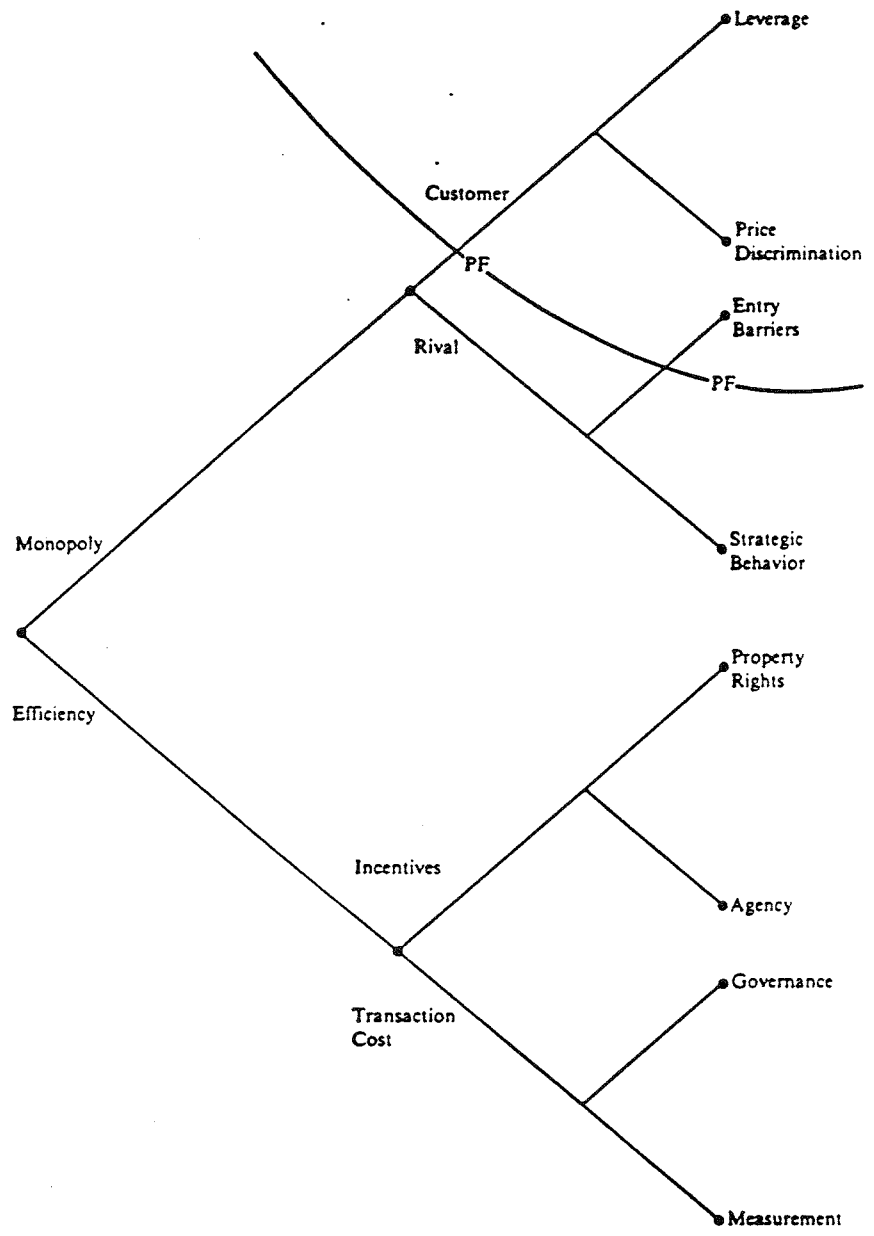 Leverage
Customer
Price
Discrimination
PF
Entry
Barriers
Rival
PF
Monopoly
Strategic
Behavior
Property
Rights
Efficiency
Incentives
Agency
Governance
Transaction
Cost
Measurement